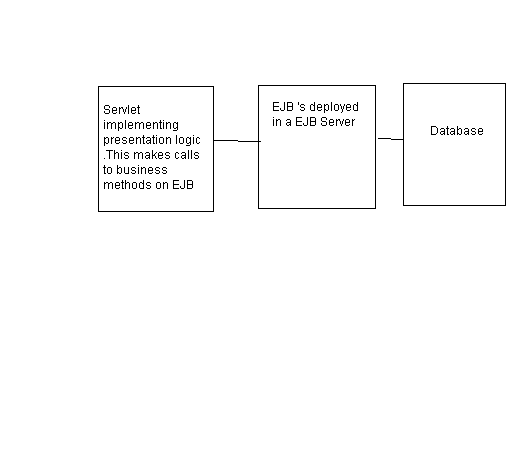 Servlet
implementing
presentation logic
.This makes calls
to business
methods on EJB
EJB 's deployed
in a EJB Server
Database